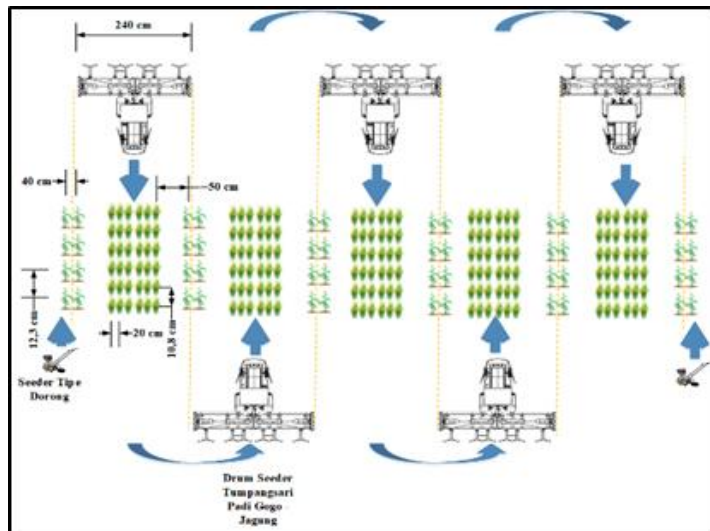 240 cm
40 cm
50 cm
12,3 cm
20 cm
10,8 cm
Seeder Tipe
Dorong
Drum Seeder
Tumpangsari
Padi Gogo
Jagung